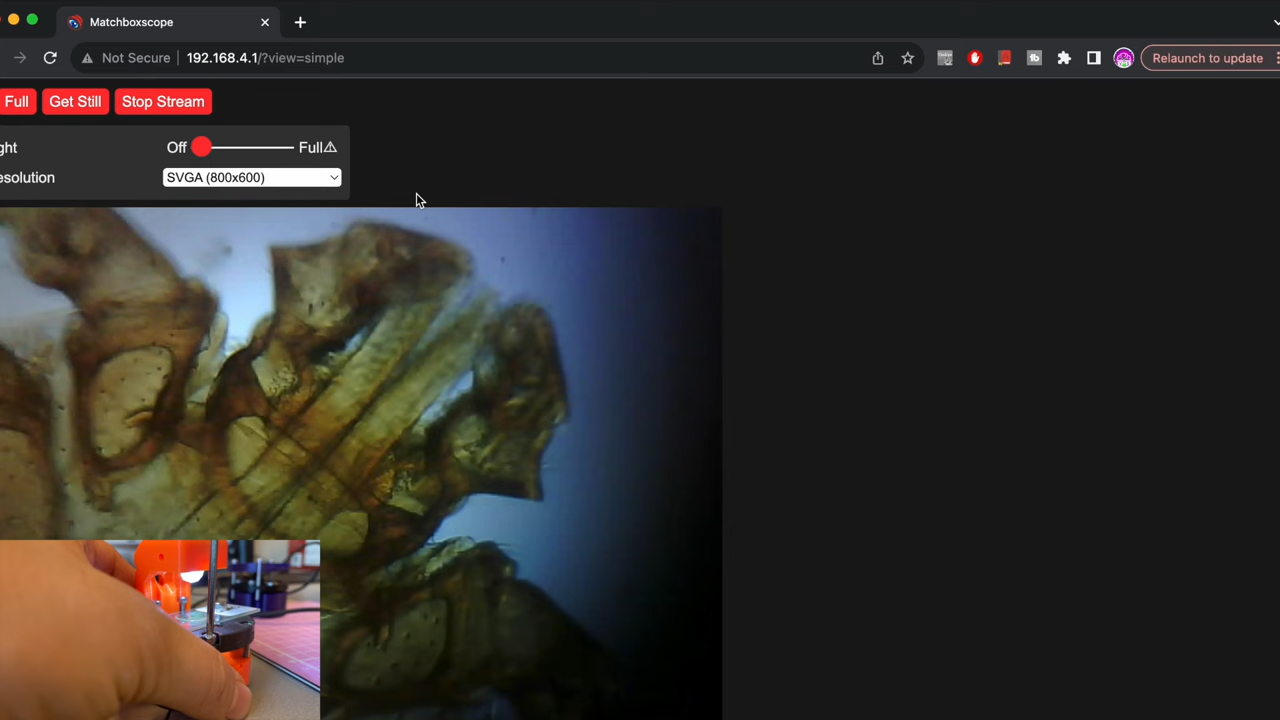 Matchboxscope
Not Secure 192.168.4.1/?view=simple
Relaunch to update
Full Get Still Stop Stream
ght Off Full⚠
esolution SVGA (800x600)